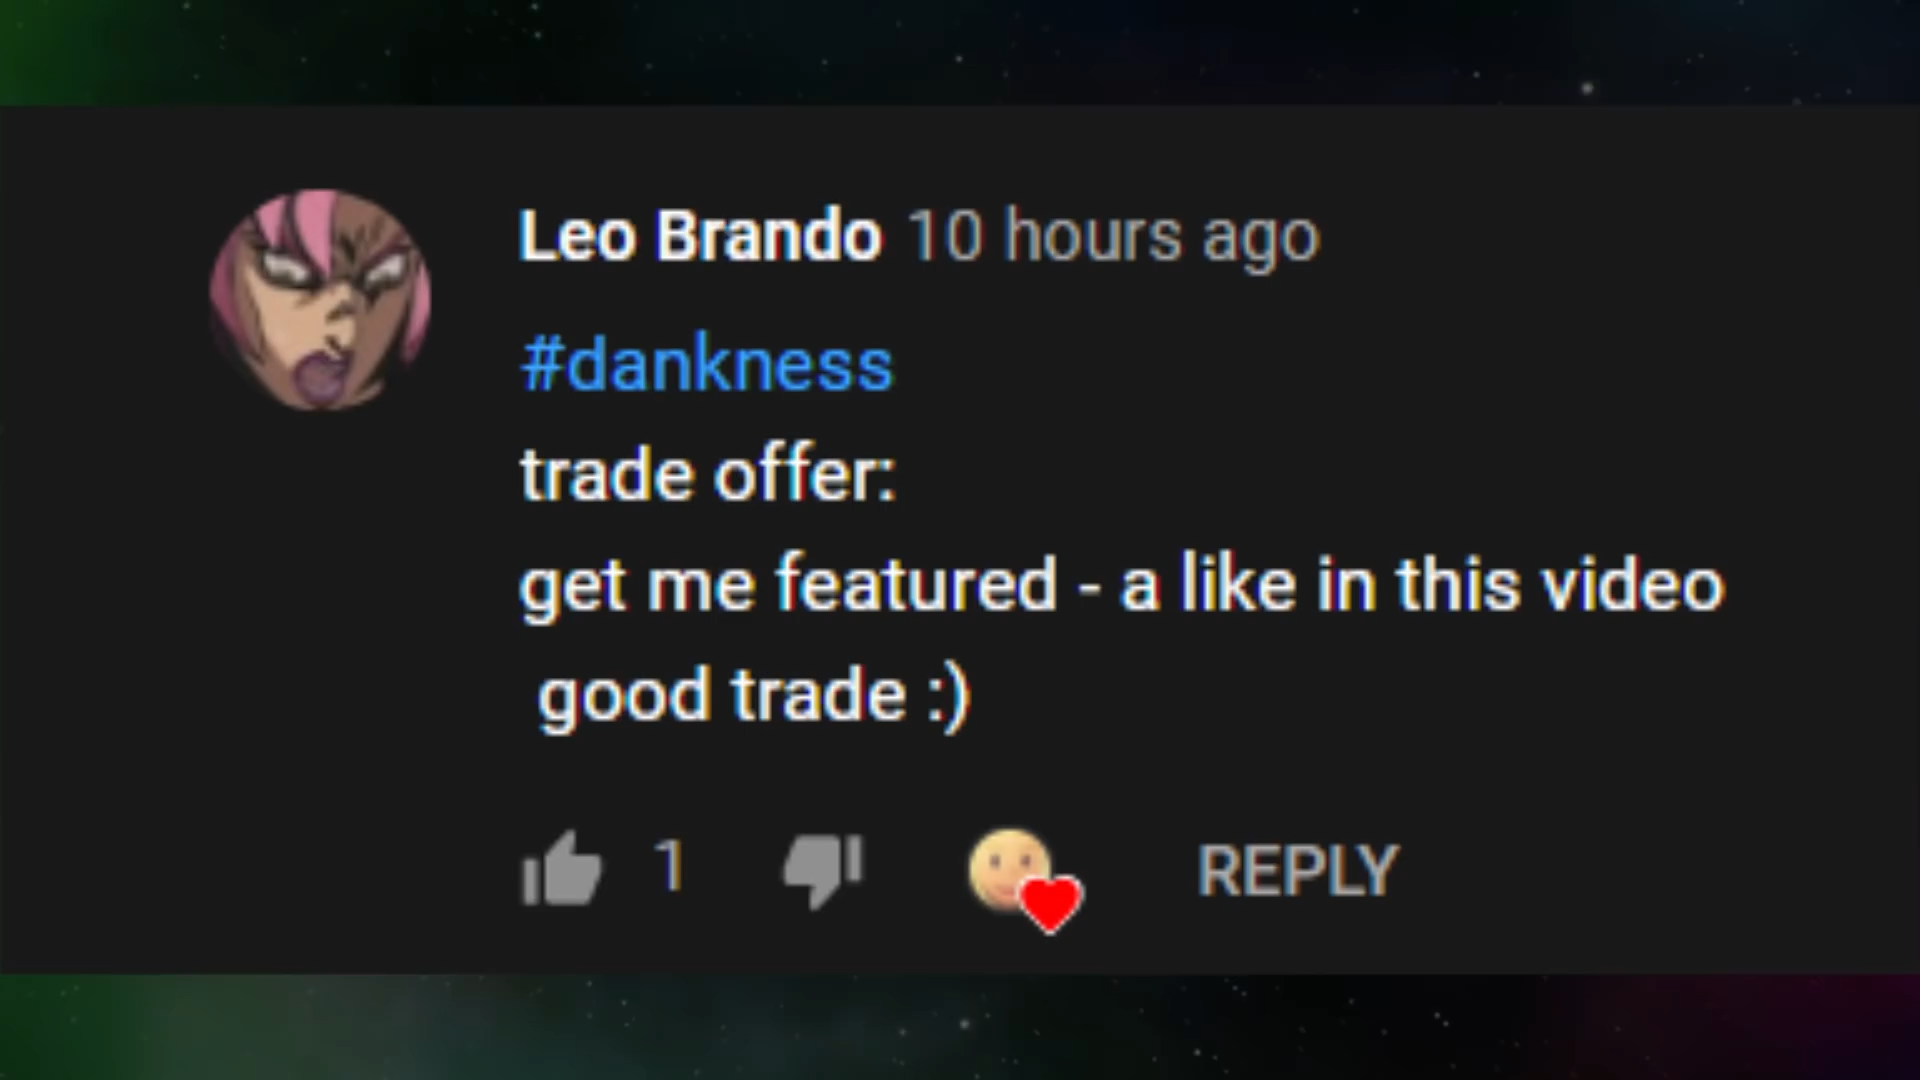 Leo Brando 10 hours ago
#dankness
trade offer:
get me featured - a like in this video
good trade :)
1 REPLY